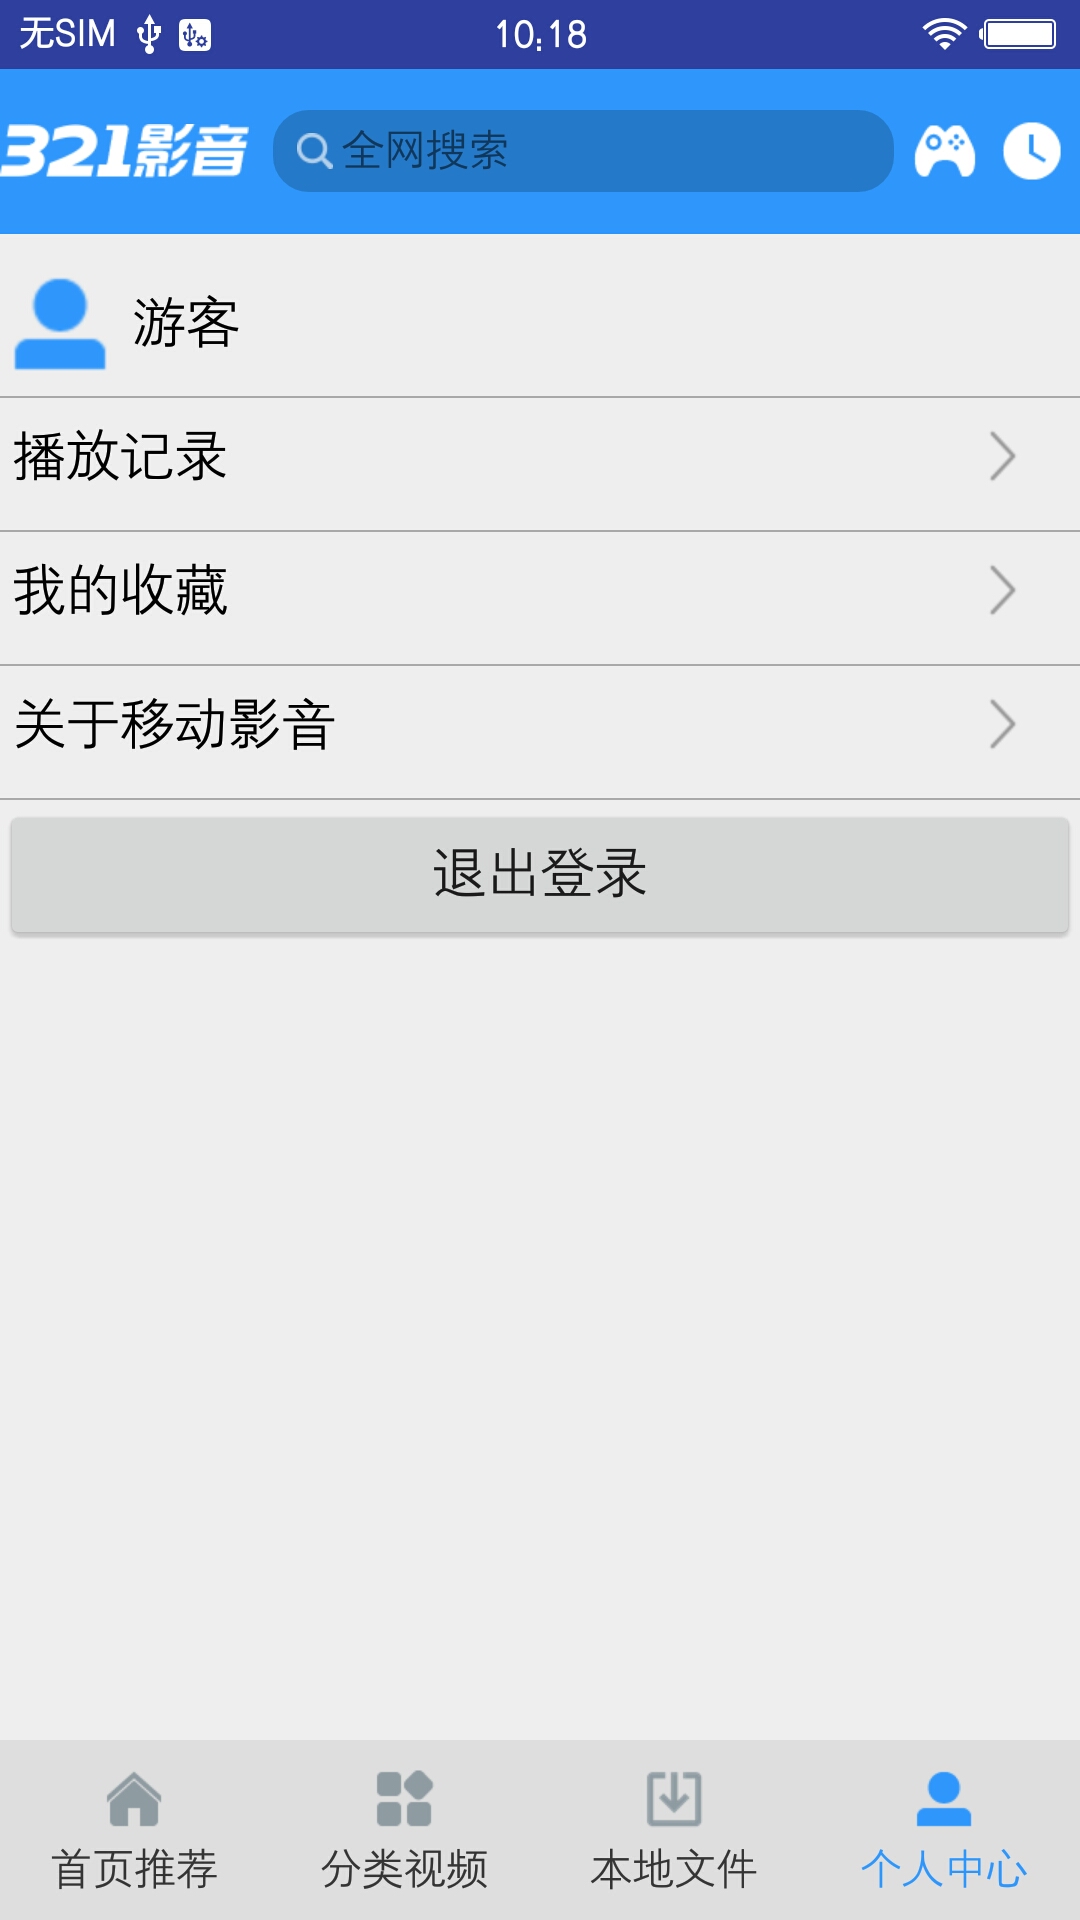 无SIM 10:18
321影音 全网搜索
游客
播放记录
我的收藏
关于移动影音
退出登录
首页推荐 分类视频 本地文件 个人中心